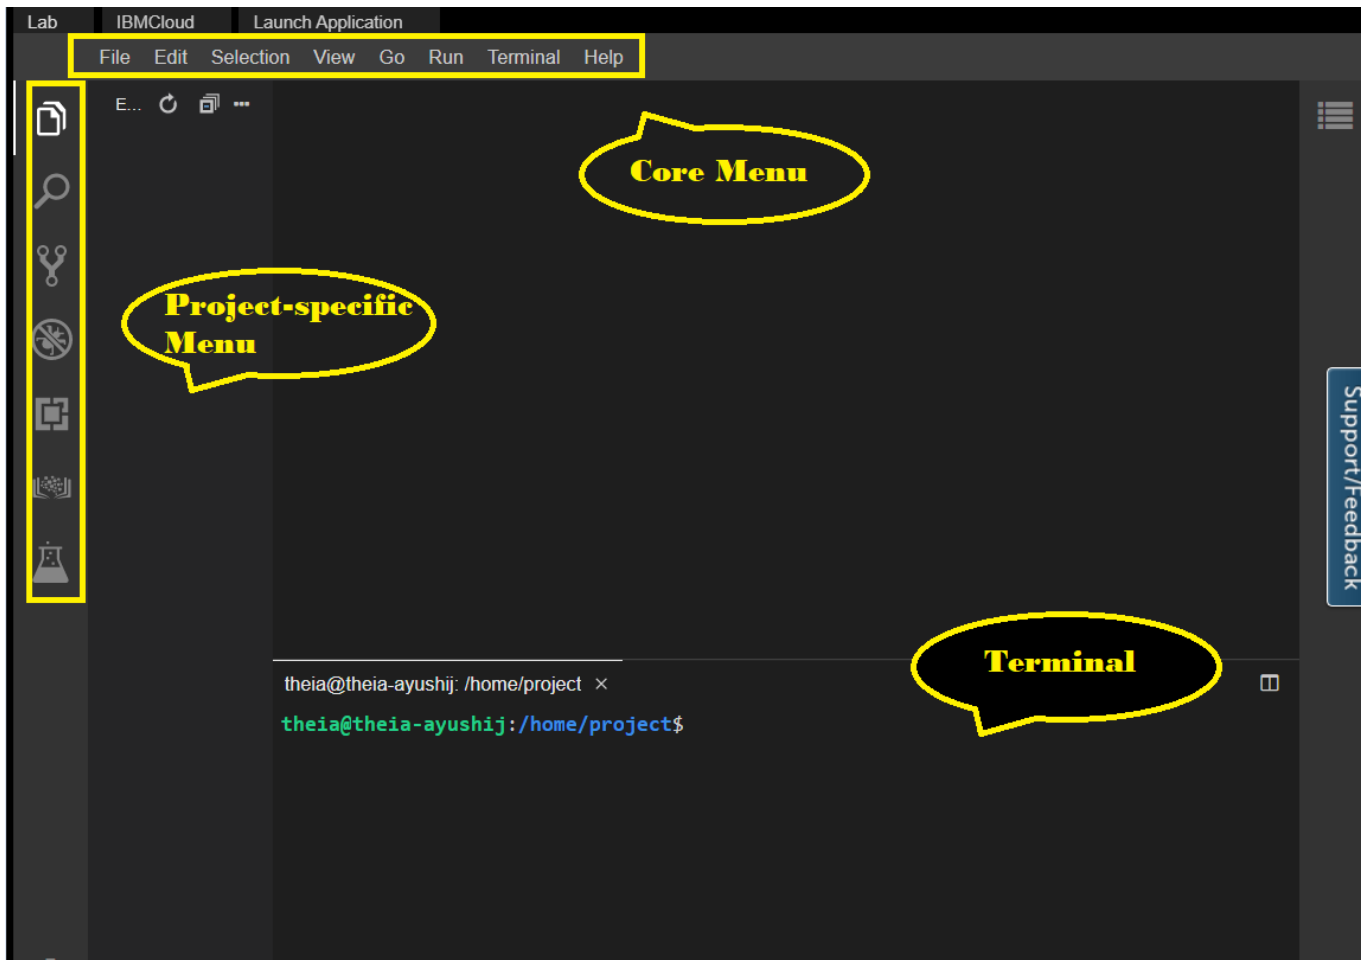 Lab IBMCloud Launch Application
File Edit Selection View Go Run Terminal Help
E...
Core Menu
Project-specific
Menu
Support/Feedback
Terminal
theia@theia-ayushij: /home/project ×
theia@theia-ayushij:/home/project$